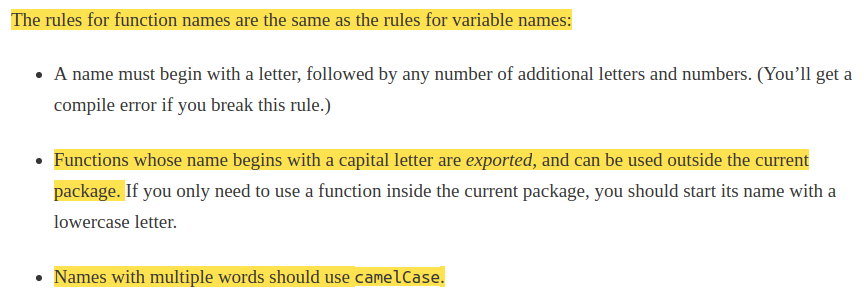 The rules for function names are the same as the rules for variable names:
• A name must begin with a letter, followed by any number of additional letters and numbers. (You’ll get a
compile error if you break this rule.)
• Functions whose name begins with a capital letter are exported, and can be used outside the current
package. If you only need to use a function inside the current package, you should start its name with a
lowercase letter.
• Names with multiple words should use camelCase.